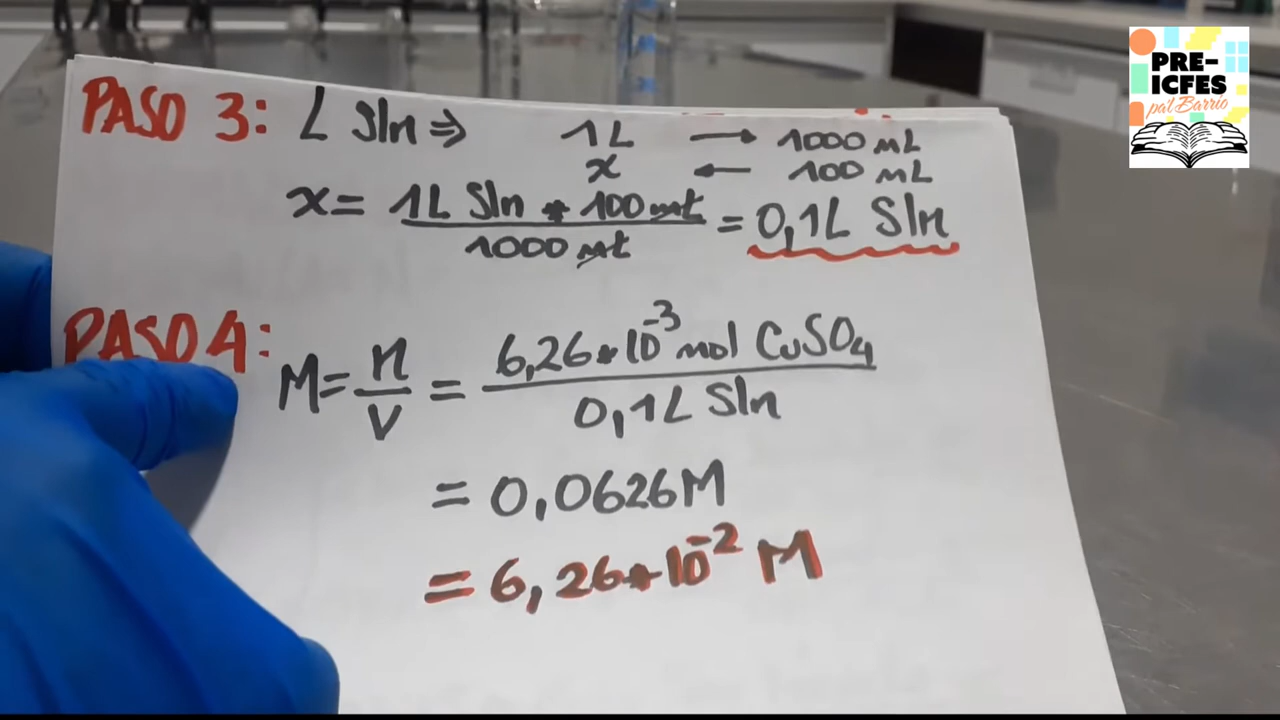 PRE-
ICFES
pa'l Barrio
PASO 3: L Sln ⇒ 1L → 1000 mL
x ← 100 mL
x = 1L Sln * 100 mL / 1000 mL = 0,1L Sln
PASO 4: M = n/V = 6,26*10⁻³ mol CuSO₄ / 0,1L Sln
= 0,0626M
= 6,26*10⁻² M